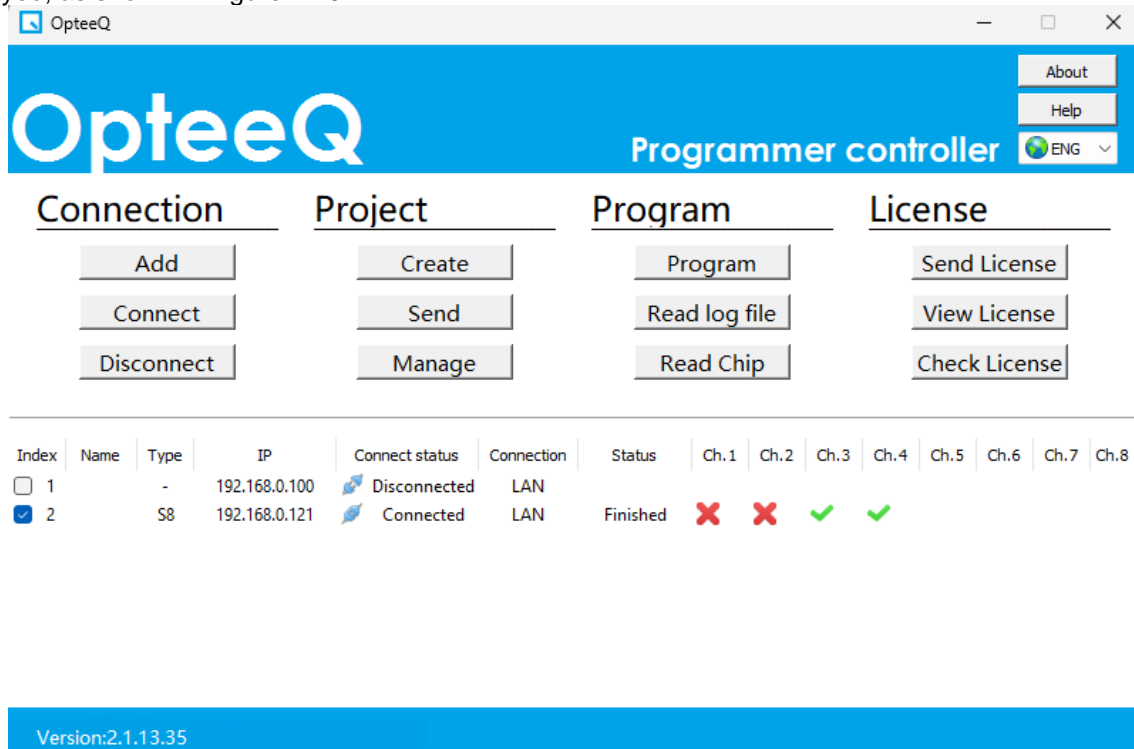 OpteeQ
About
Help
OpteeQ
Programmer controller
ENG
Connection Project Program License
Add Create Program Send License
Connect Send Read log file View License
Disconnect Manage Read Chip Check License
Index Name Type IP Connect status Connection Status Ch.1 Ch.2 Ch.3 Ch.4 Ch.5 Ch.6 Ch.7 Ch.8
1 - 192.168.0.100 Disconnected LAN
2 S8 192.168.0.121 Connected LAN Finished
Version:2.1.13.35